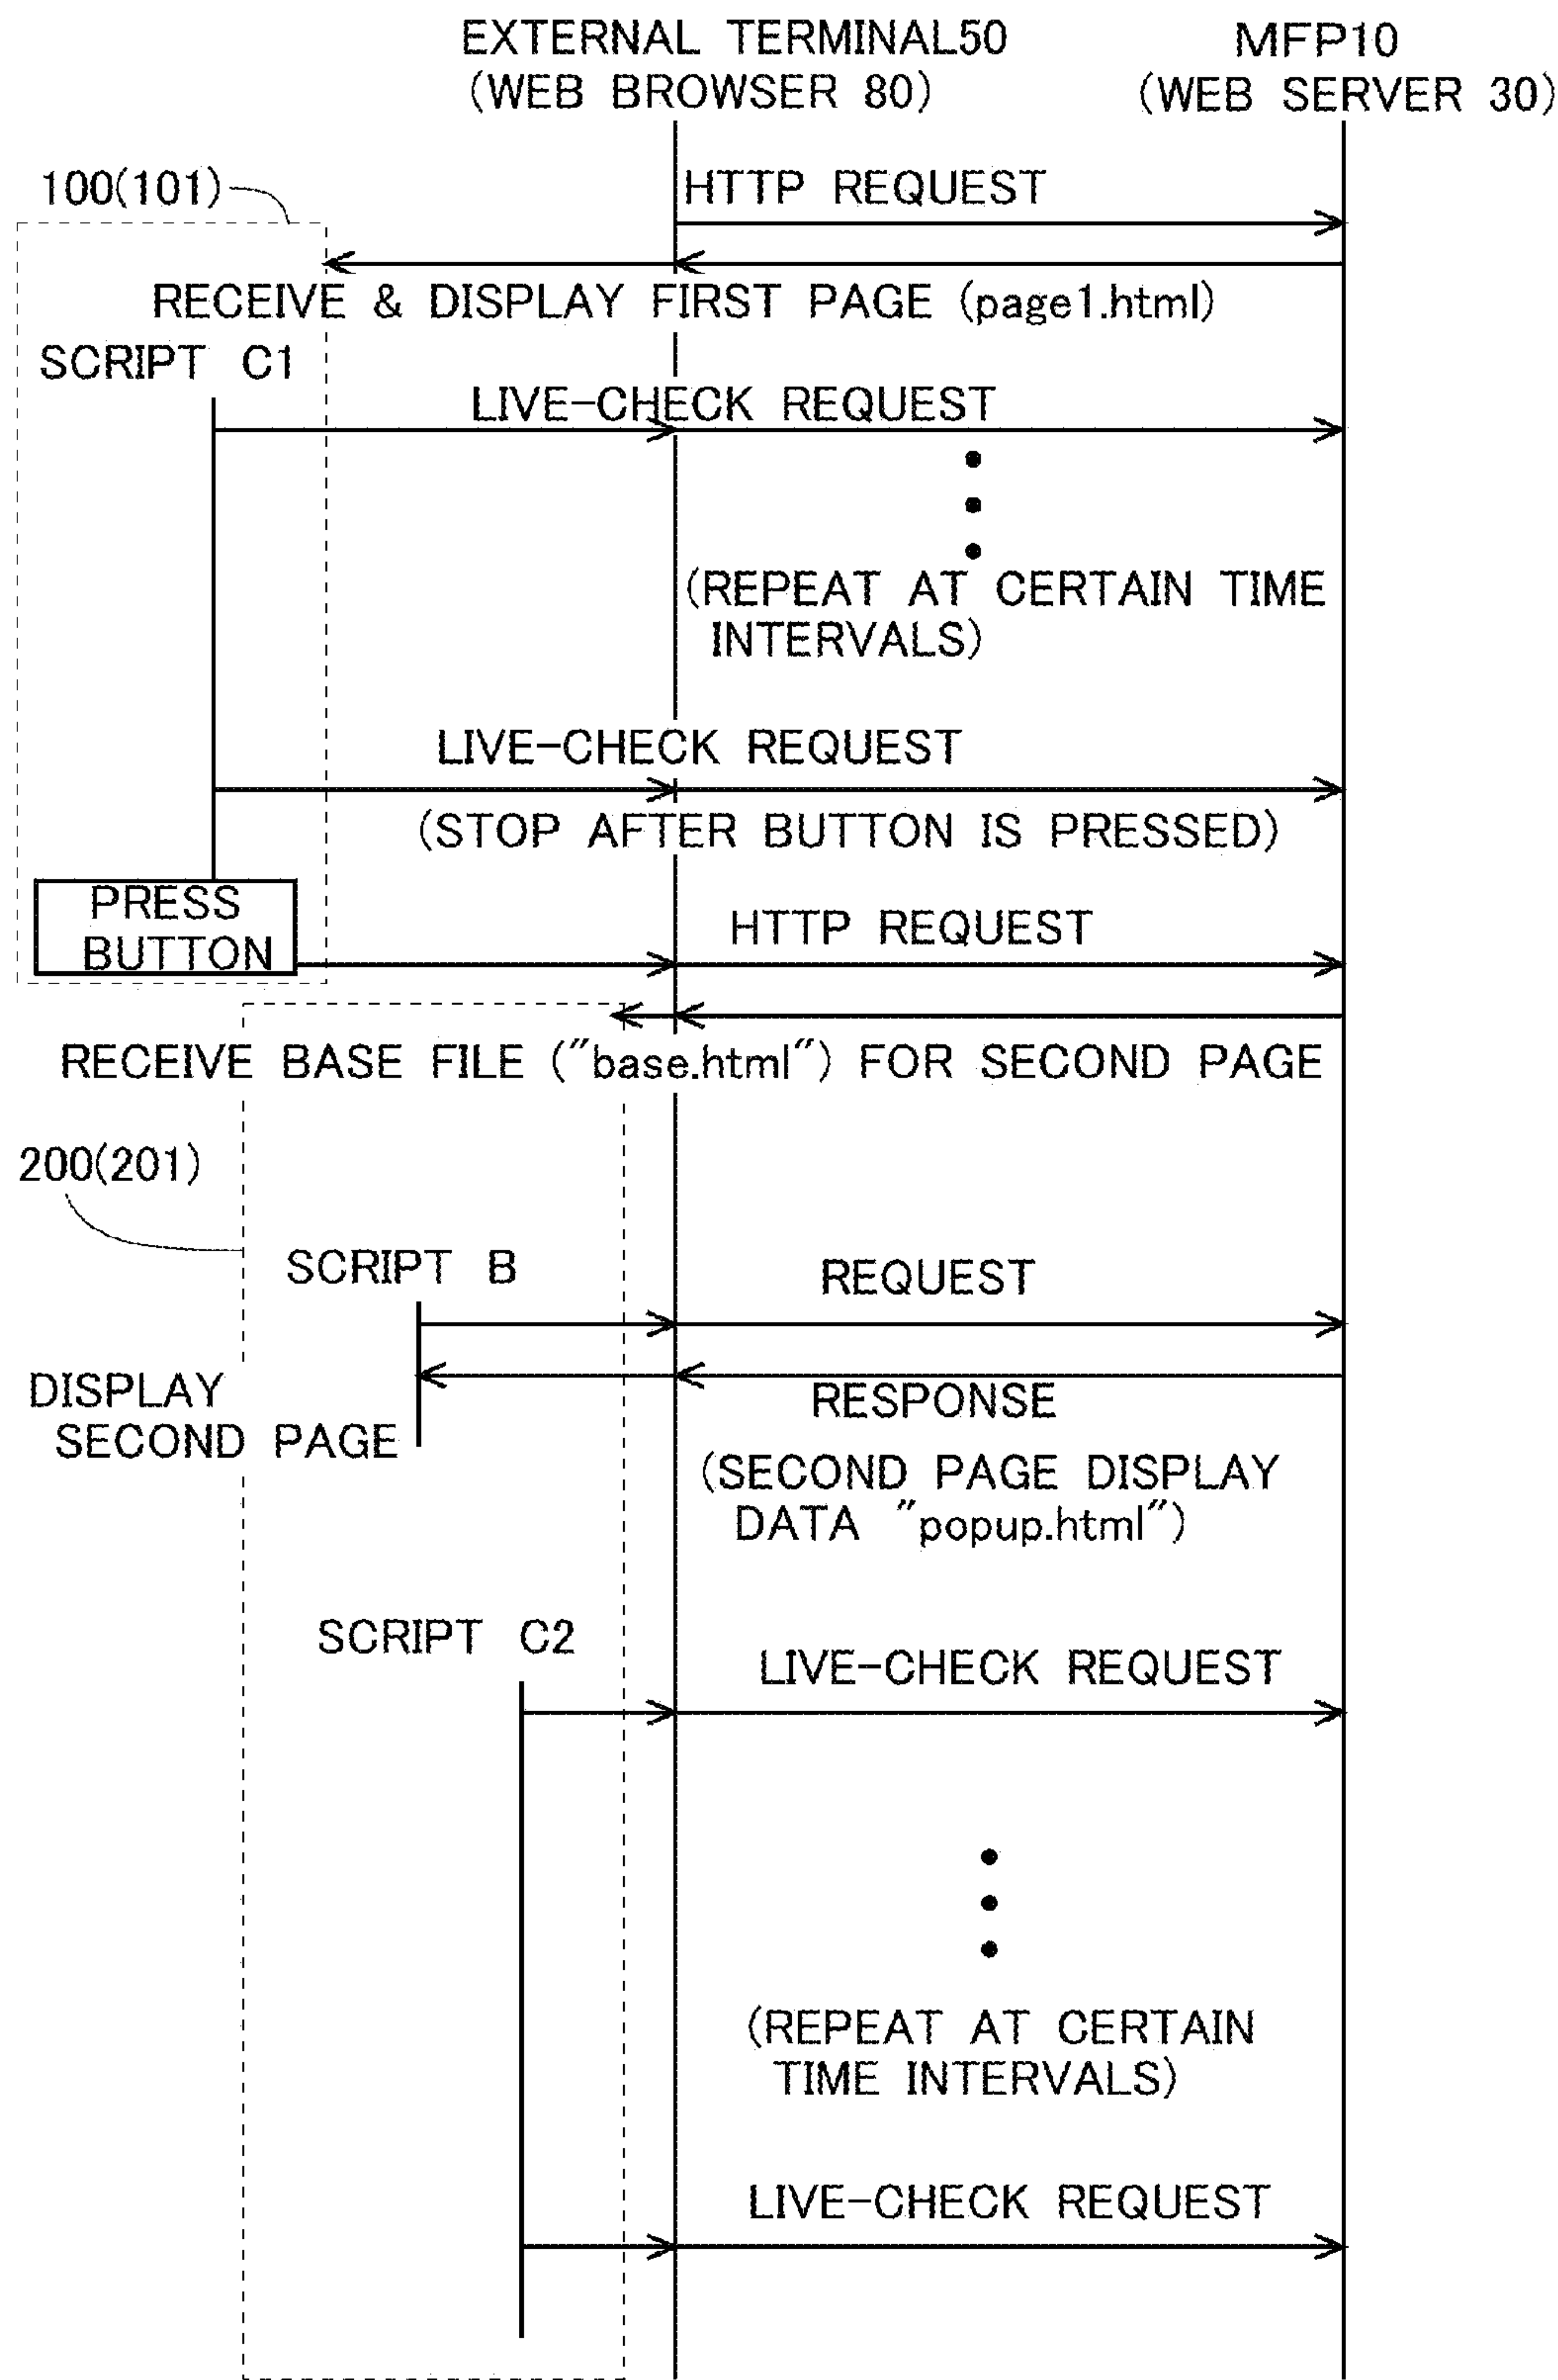 EXTERNAL TERMINAL50
(WEB BROWSER 80)
MFP10
(WEB SERVER 30)
100(101)
HTTP REQUEST
RECEIVE & DISPLAY FIRST PAGE (page1.html)
SCRIPT C1
LIVE-CHECK REQUEST
(REPEAT AT CERTAIN TIME
INTERVALS)
LIVE-CHECK REQUEST
(STOP AFTER BUTTON IS PRESSED)
PRESS
BUTTON
HTTP REQUEST
RECEIVE BASE FILE ("base.html") FOR SECOND PAGE
200(201)
SCRIPT B
REQUEST
DISPLAY
SECOND PAGE
RESPONSE
(SECOND PAGE DISPLAY
DATA "popup.html")
SCRIPT C2
LIVE-CHECK REQUEST
(REPEAT AT CERTAIN
TIME INTERVALS)
LIVE-CHECK REQUEST